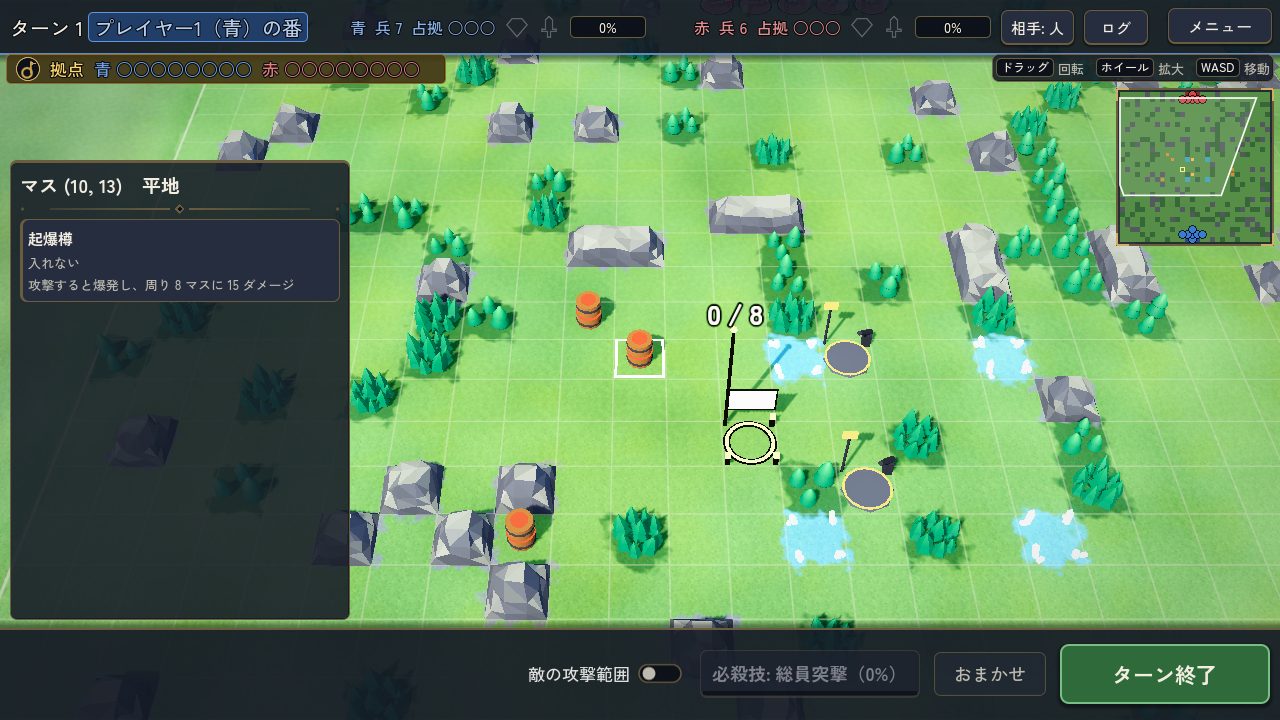 ターン 1 プレイヤー1（青）の番 青 兵 7 占拠 〇〇〇 0% 赤 兵 6 占拠 〇〇〇 0% 相手: 人 ログ メニュー
拠点 青 〇〇〇〇〇〇〇〇 赤 〇〇〇〇〇〇〇〇 ドラッグ 回転 ホイール 拡大 WASD 移動
マス (10, 13) 平地
起爆樽
入れない
攻撃すると爆発し、周り 8 マスに 15 ダメージ
0 / 8
敵の攻撃範囲 必殺技: 総員突撃（0%） おまかせ ターン終了